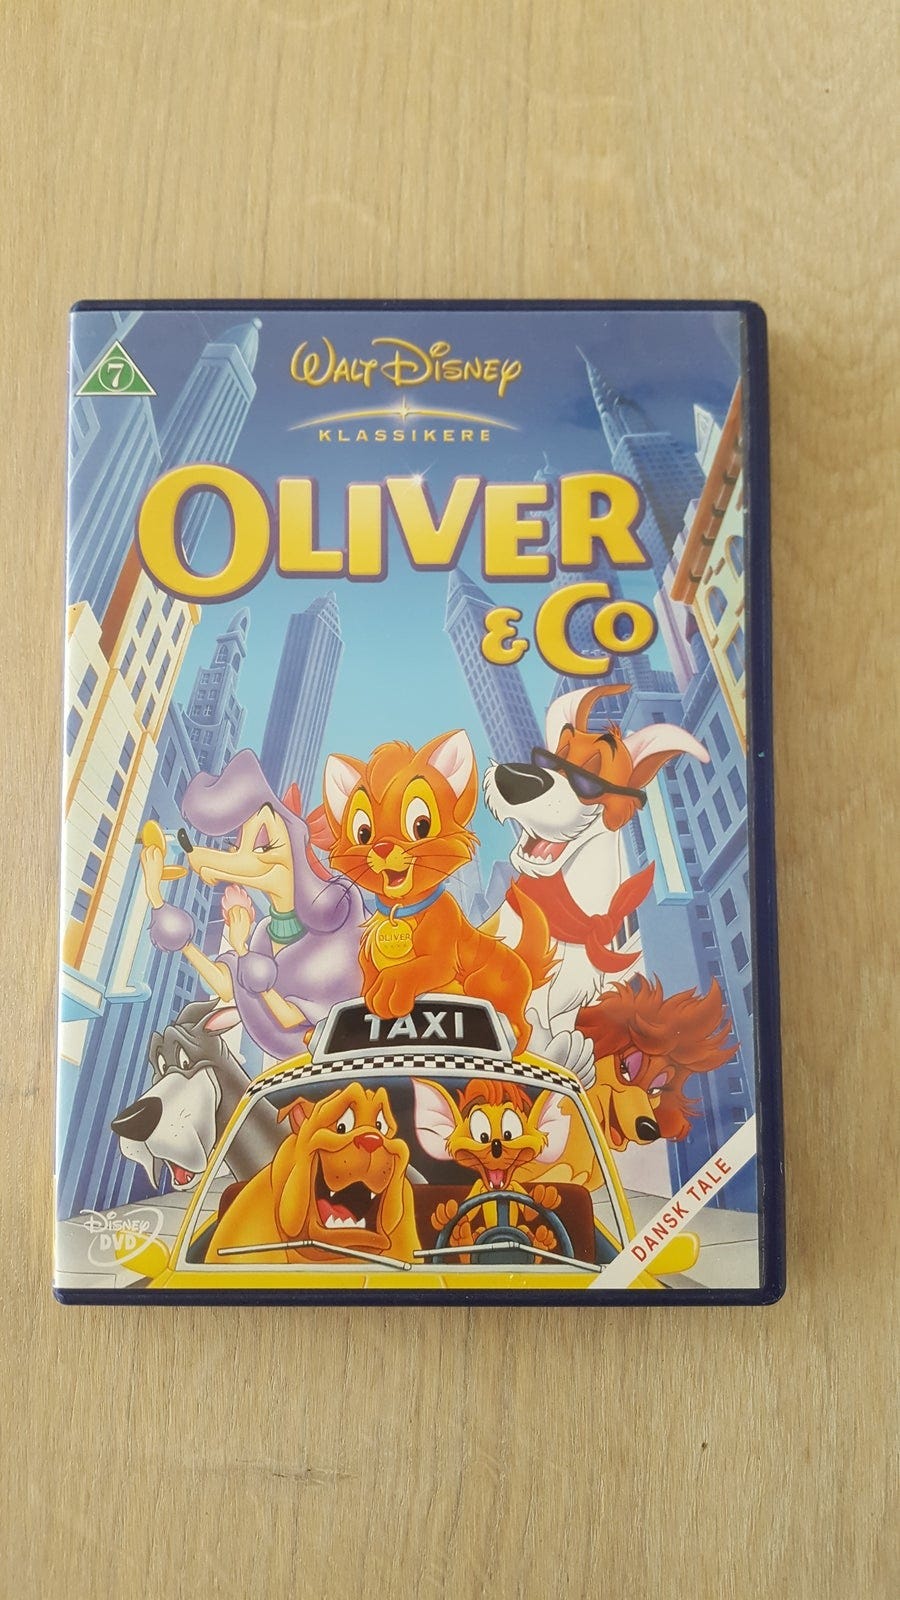 7
WALT DISNEY
KLASSIKERE
OLIVER
& CO
OLIVER
TAXI
DISNEY
DVD
DANSK TALE